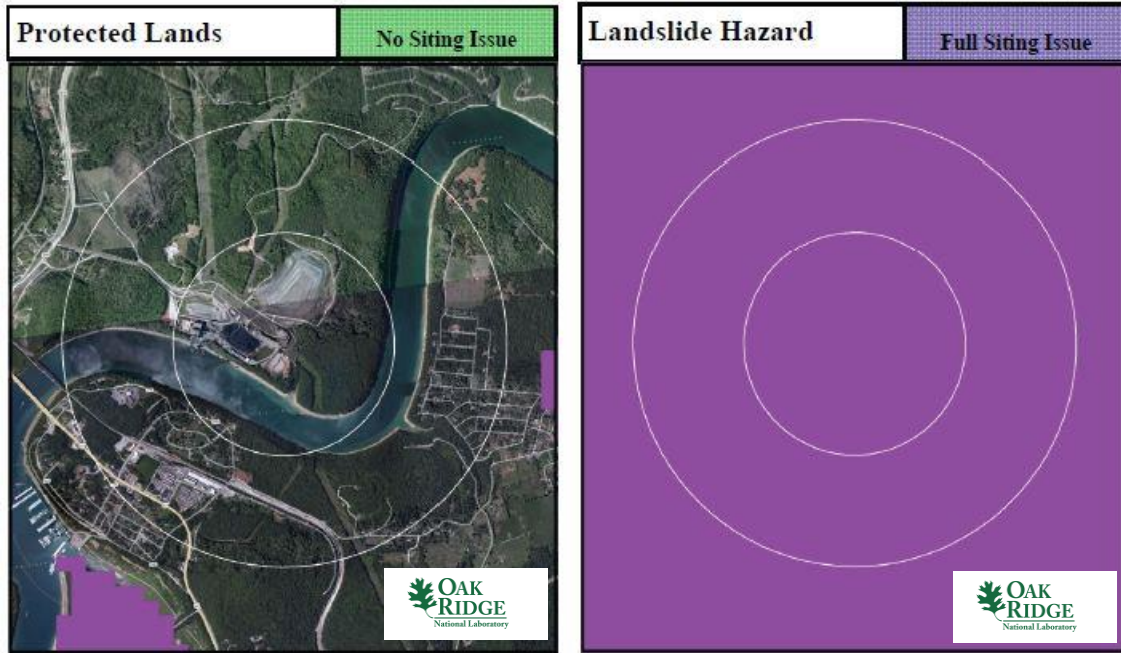 Protected Lands
No Siting Issue
Landslide Hazard
Full Siting Issue
OAK
RIDGE
National Laboratory
OAK
RIDGE
National Laboratory